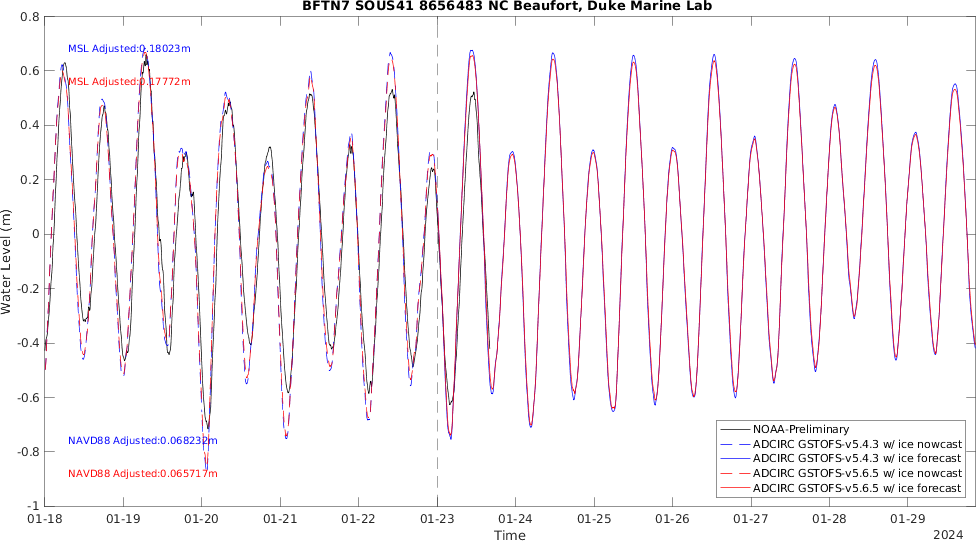 BFTN7 SOUS41 8656483 NC Beaufort, Duke Marine Lab
0.8
0.6
0.4
0.2
0
-0.2
-0.4
-0.6
-0.8
-1
Water Level (m)
MSL Adjusted:0.18023m
MSL Adjusted:0.17772m
NAVD88 Adjusted:0.068232m
NAVD88 Adjusted:0.065717m
NOAA-Preliminary
ADCIRC GSTOFS-v5.4.3 w/ ice nowcast
ADCIRC GSTOFS-v5.4.3 w/ ice forecast
ADCIRC GSTOFS-v5.6.5 w/ ice nowcast
ADCIRC GSTOFS-v5.6.5 w/ ice forecast
01-18 01-19 01-20 01-21 01-22 01-23 01-24 01-25 01-26 01-27 01-28 01-29
Time
2024